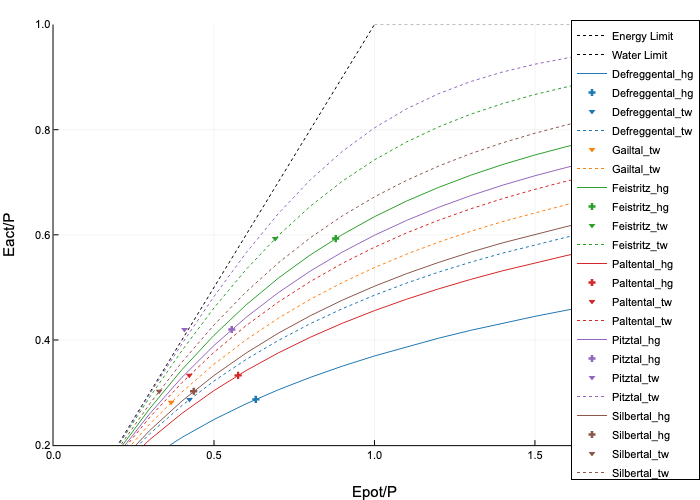 1.0
0.8
0.6
0.4
0.2
Eact/P
0.0
0.5
1.0
1.5
Epot/P
Energy Limit
Water Limit
Defreggental_hg
Defreggental_hg
Defreggental_tw
Defreggental_tw
Gailtal_tw
Gailtal_tw
Feistritz_hg
Feistritz_hg
Feistritz_tw
Feistritz_tw
Paltental_hg
Paltental_hg
Paltental_tw
Paltental_tw
Pitztal_hg
Pitztal_hg
Pitztal_tw
Pitztal_tw
Silbertal_hg
Silbertal_hg
Silbertal_tw
Silbertal_tw